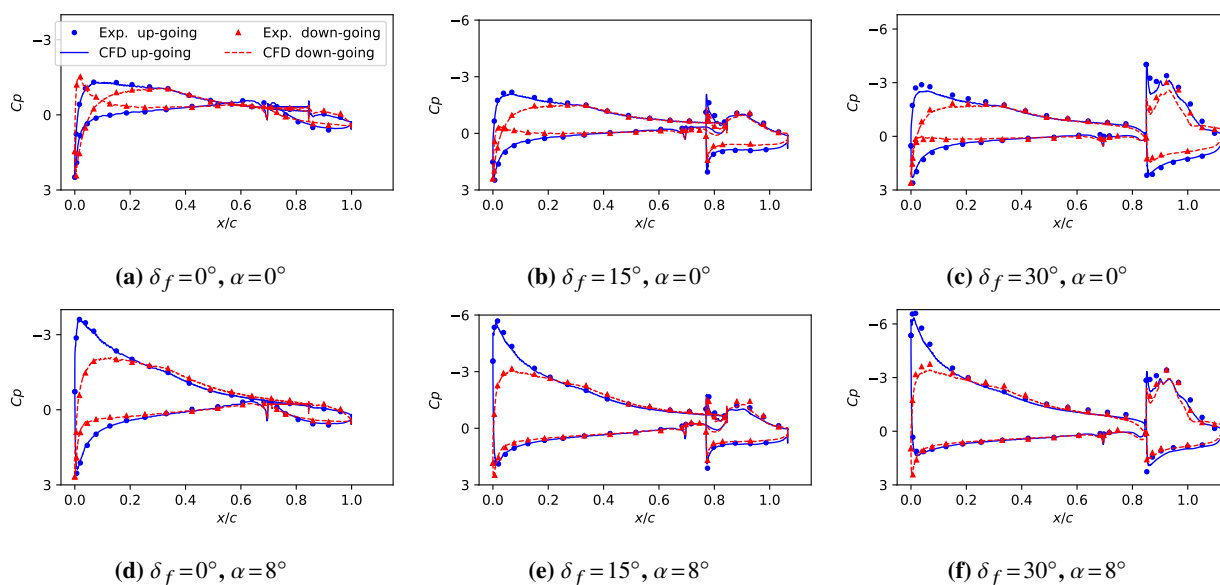 Exp. up-going Exp. down-going
CFD up-going CFD down-going
Cp
−3
0
3
0.0 0.2 0.4 0.6 0.8 1.0
x/c
(a) δf=0°, α=0°
Cp
−6
−3
0
3
0.0 0.2 0.4 0.6 0.8 1.0
x/c
(b) δf=15°, α=0°
Cp
−6
−3
0
3
0.0 0.2 0.4 0.6 0.8 1.0
x/c
(c) δf=30°, α=0°
Cp
−3
0
3
0.0 0.2 0.4 0.6 0.8 1.0
x/c
(d) δf=0°, α=8°
Cp
−6
−3
0
3
0.0 0.2 0.4 0.6 0.8 1.0
x/c
(e) δf=15°, α=8°
Cp
−6
−3
0
3
0.0 0.2 0.4 0.6 0.8 1.0
x/c
(f) δf=30°, α=8°